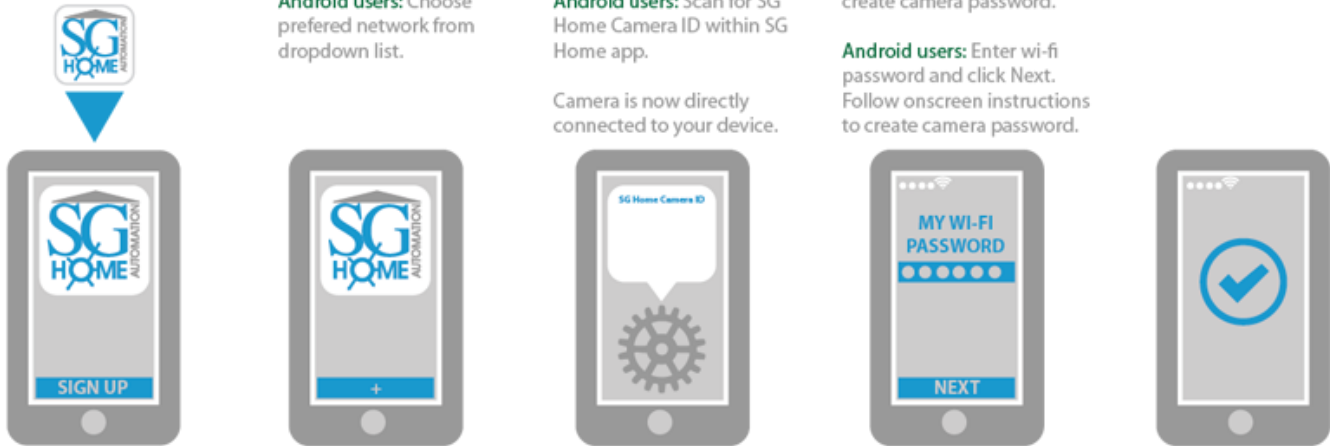 SG
HOME
AUTOMATION
Android users: Choose
prefered network from
dropdown list.
Android users: Scan for SG
Home Camera ID within SG
Home app.
Camera is now directly
connected to your device.
create camera password.
Android users: Enter wi-fi
password and click Next.
Follow onscreen instructions
to create camera password.
SG
HOME
AUTOMATION
SIGN UP
SG
HOME
AUTOMATION
+
SG Home Camera ID
MY WI-FI
PASSWORD
NEXT